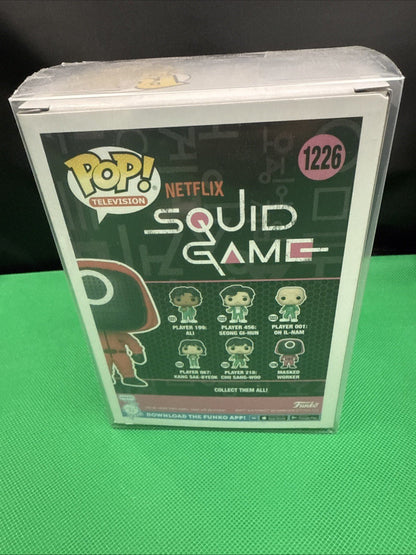 POP!
TELEVISION
NETFLIX
1226
SQUID
GAME
PLAYER 199:
ALI
PLAYER 456:
SEONG GI-HUN
PLAYER 001:
OH IL-NAM
PLAYER 067:
KANG SAE-BYEOK
PLAYER 218:
CHO SANG-WOO
MASKED
WORKER
COLLECT THEM ALL!
Funko
DOWNLOAD THE FUNKO APP!